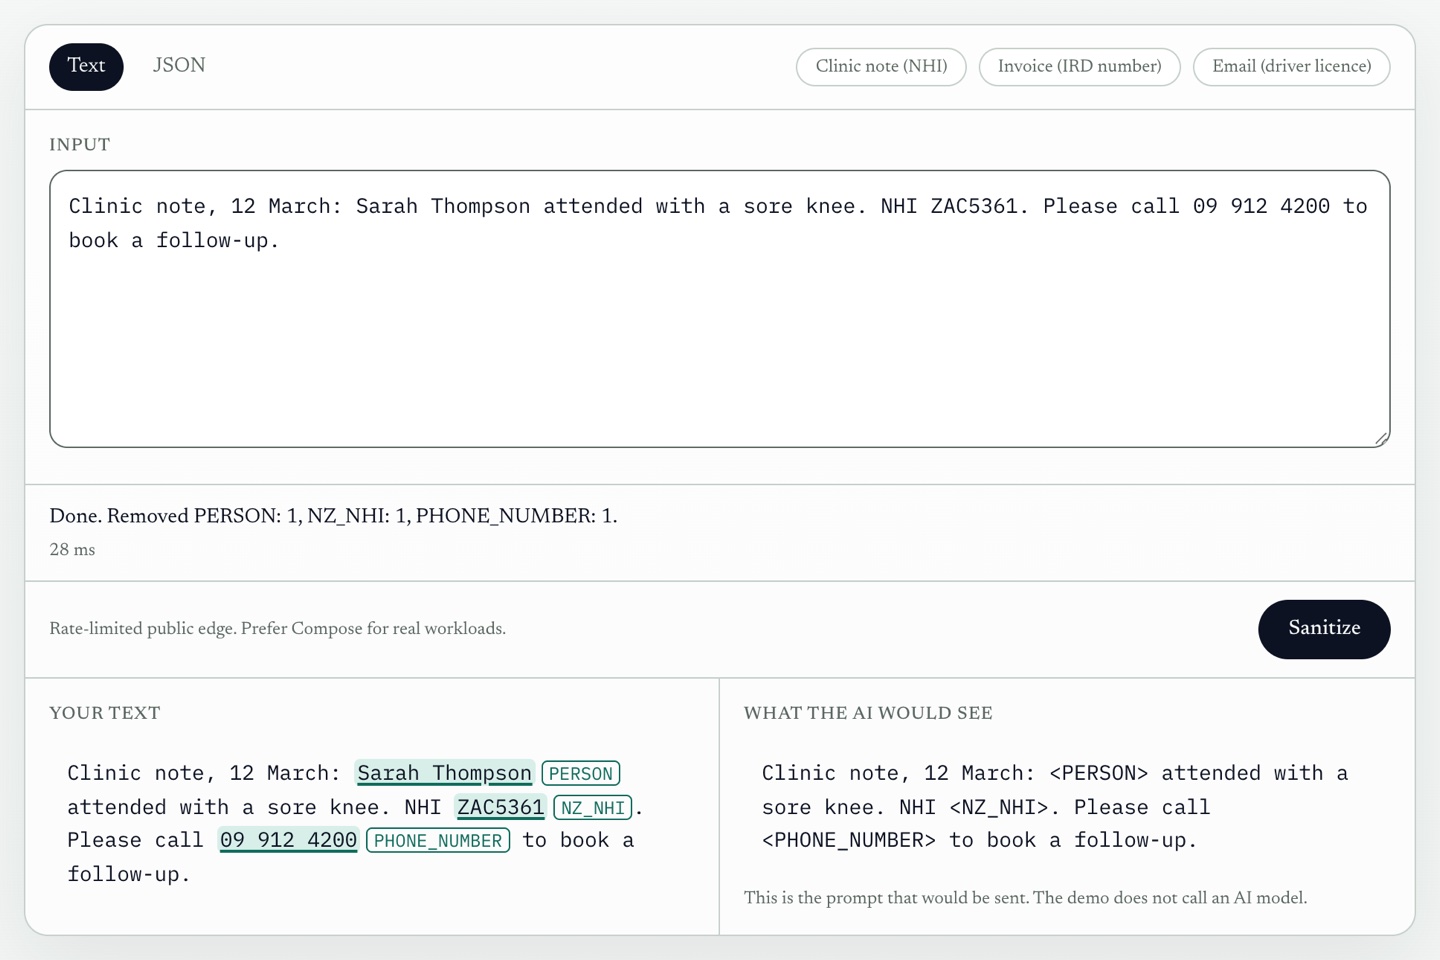 Text JSON Clinic note (NHI) Invoice (IRD number) Email (driver licence)
INPUT
Clinic note, 12 March: Sarah Thompson attended with a sore knee. NHI ZAC5361. Please call 09 912 4200 to
book a follow-up.
Done. Removed PERSON: 1, NZ_NHI: 1, PHONE_NUMBER: 1.
28 ms
Rate-limited public edge. Prefer Compose for real workloads.
Sanitize
YOUR TEXT
Clinic note, 12 March: Sarah Thompson PERSON
attended with a sore knee. NHI ZAC5361 NZ_NHI.
Please call 09 912 4200 PHONE_NUMBER to book a
follow-up.
WHAT THE AI WOULD SEE
Clinic note, 12 March: <PERSON> attended with a
sore knee. NHI <NZ_NHI>. Please call
<PHONE_NUMBER> to book a follow-up.
This is the prompt that would be sent. The demo does not call an AI model.